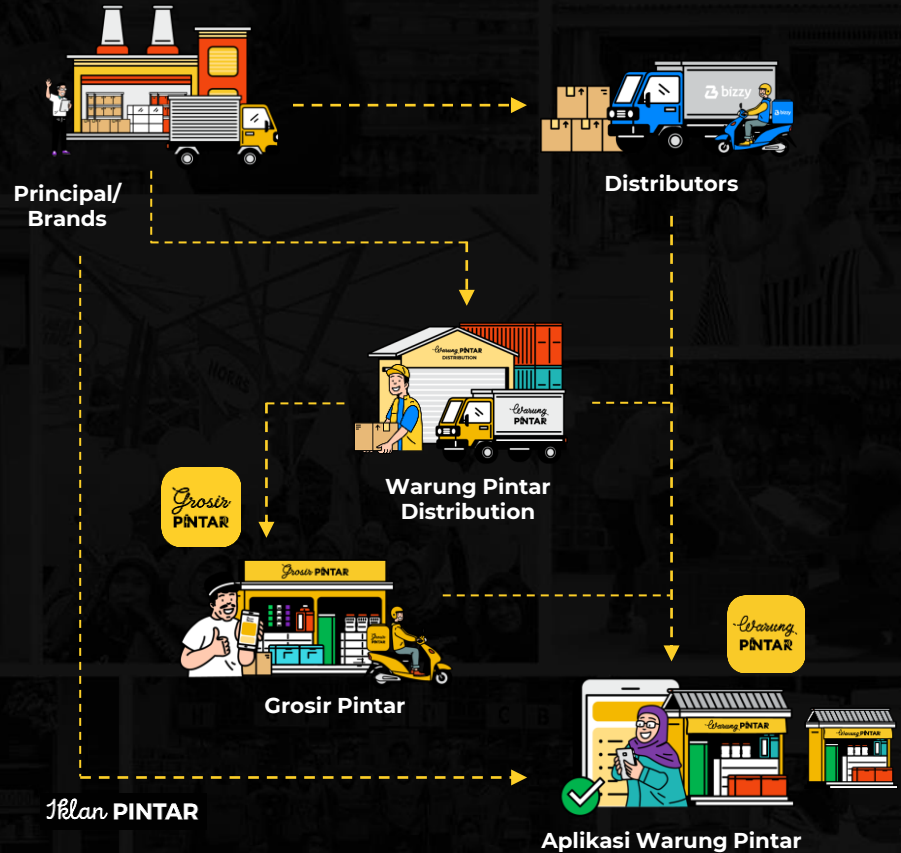 bizzy
bizzy
Principal/
Brands
Distributors
Warung PINTAR
DISTRIBUTION
Warung
PINTAR
Warung Pintar
Distribution
Grosir
PINTAR
Grosir PINTAR
Grosir
PINTAR
Grosir Pintar
Warung
PINTAR
Warung PINTAR
Warung PINTAR
Iklan PINTAR
Aplikasi Warung Pintar